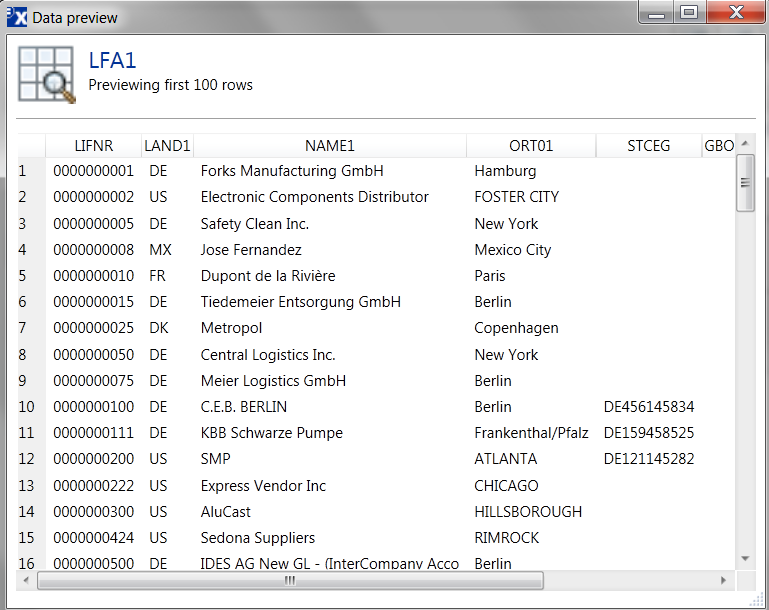 Data preview
LFA1
Previewing first 100 rows
LIFNR LAND1 NAME1 ORT01 STCEG GBO
1 0000000001 DE Forks Manufacturing GmbH Hamburg
2 0000000002 US Electronic Components Distributor FOSTER CITY
3 0000000005 DE Safety Clean Inc. New York
4 0000000008 MX Jose Fernandez Mexico City
5 0000000010 FR Dupont de la Rivière Paris
6 0000000015 DE Tiedemeier Entsorgung GmbH Berlin
7 0000000025 DK Metropol Copenhagen
8 0000000050 DE Central Logistics Inc. New York
9 0000000075 DE Meier Logistics GmbH Berlin
10 0000000100 DE C.E.B. BERLIN Berlin DE456145834
11 0000000111 DE KBB Schwarze Pumpe Frankenthal/Pfalz DE159458525
12 0000000200 US SMP ATLANTA DE121145282
13 0000000222 US Express Vendor Inc CHICAGO
14 0000000300 US AluCast HILLSBOROUGH
15 0000000424 US Sedona Suppliers RIMROCK
16 0000000500 DE IDES AG New GL - (InterCompany Acco Berlin